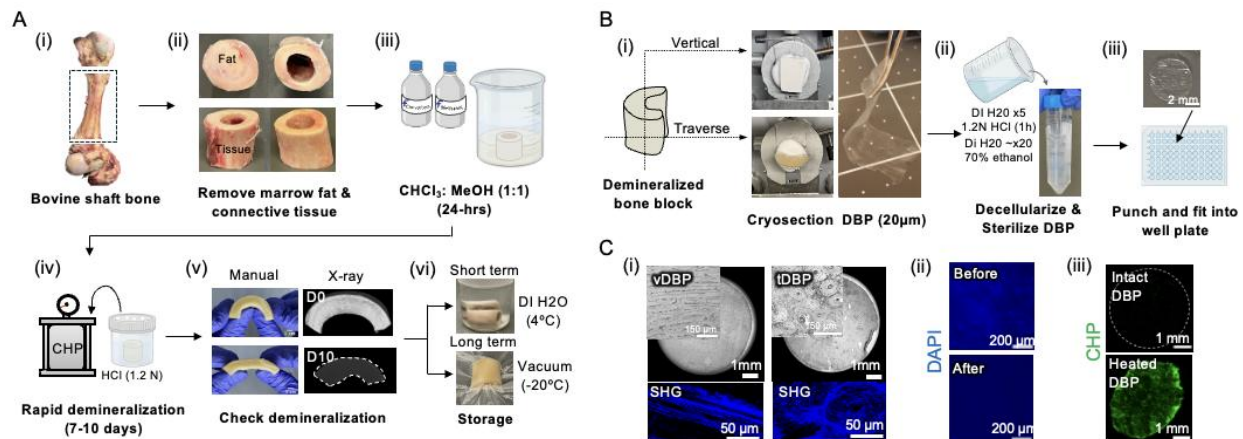 A
(i)
Bovine shaft bone
(ii)
Fat
Tissue
Remove marrow fat &
connective tissue
(iii)
CHCl₃: MeOH (1:1)
(24-hrs)
(iv)
CHP
HCl (1.2 N)
Rapid demineralization
(7-10 days)
(v)
Manual
X-ray
D0
D10
Check demineralization
(vi)
Short term
DI H2O
(4ºC)
Long term
Vacuum
(-20ºC)
Storage
B
(i)
Vertical
Traverse
Demineralized
bone block
Cryosection DBP (20µm)
(ii)
DI H20 x5
1.2N HCl (1h)
Di H20 ~x20
70% ethanol
Decellularize &
Sterilize DBP
(iii)
2 mm
Punch and fit into
well plate
C
(i)
vDBP
150 µm
1mm
SHG
50 µm
tDBP
150 µm
1mm
SHG
50 µm
(ii)
DAPI
Before
200 µm
After
200 µm
(iii)
CHP
Intact
DBP
1 mm
Heated
DBP
1 mm